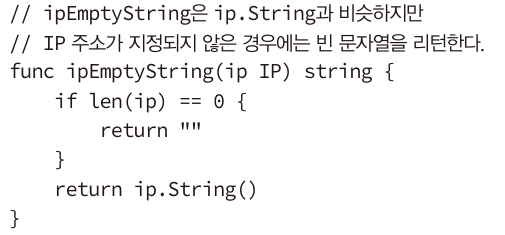 // ipEmptyString은 ip.String과 비슷하지만
// IP 주소가 지정되지 않은 경우에는 빈 문자열을 리턴한다.
func ipEmptyString(ip IP) string {
    if len(ip) == 0 {
        return ""
    }
    return ip.String()
}